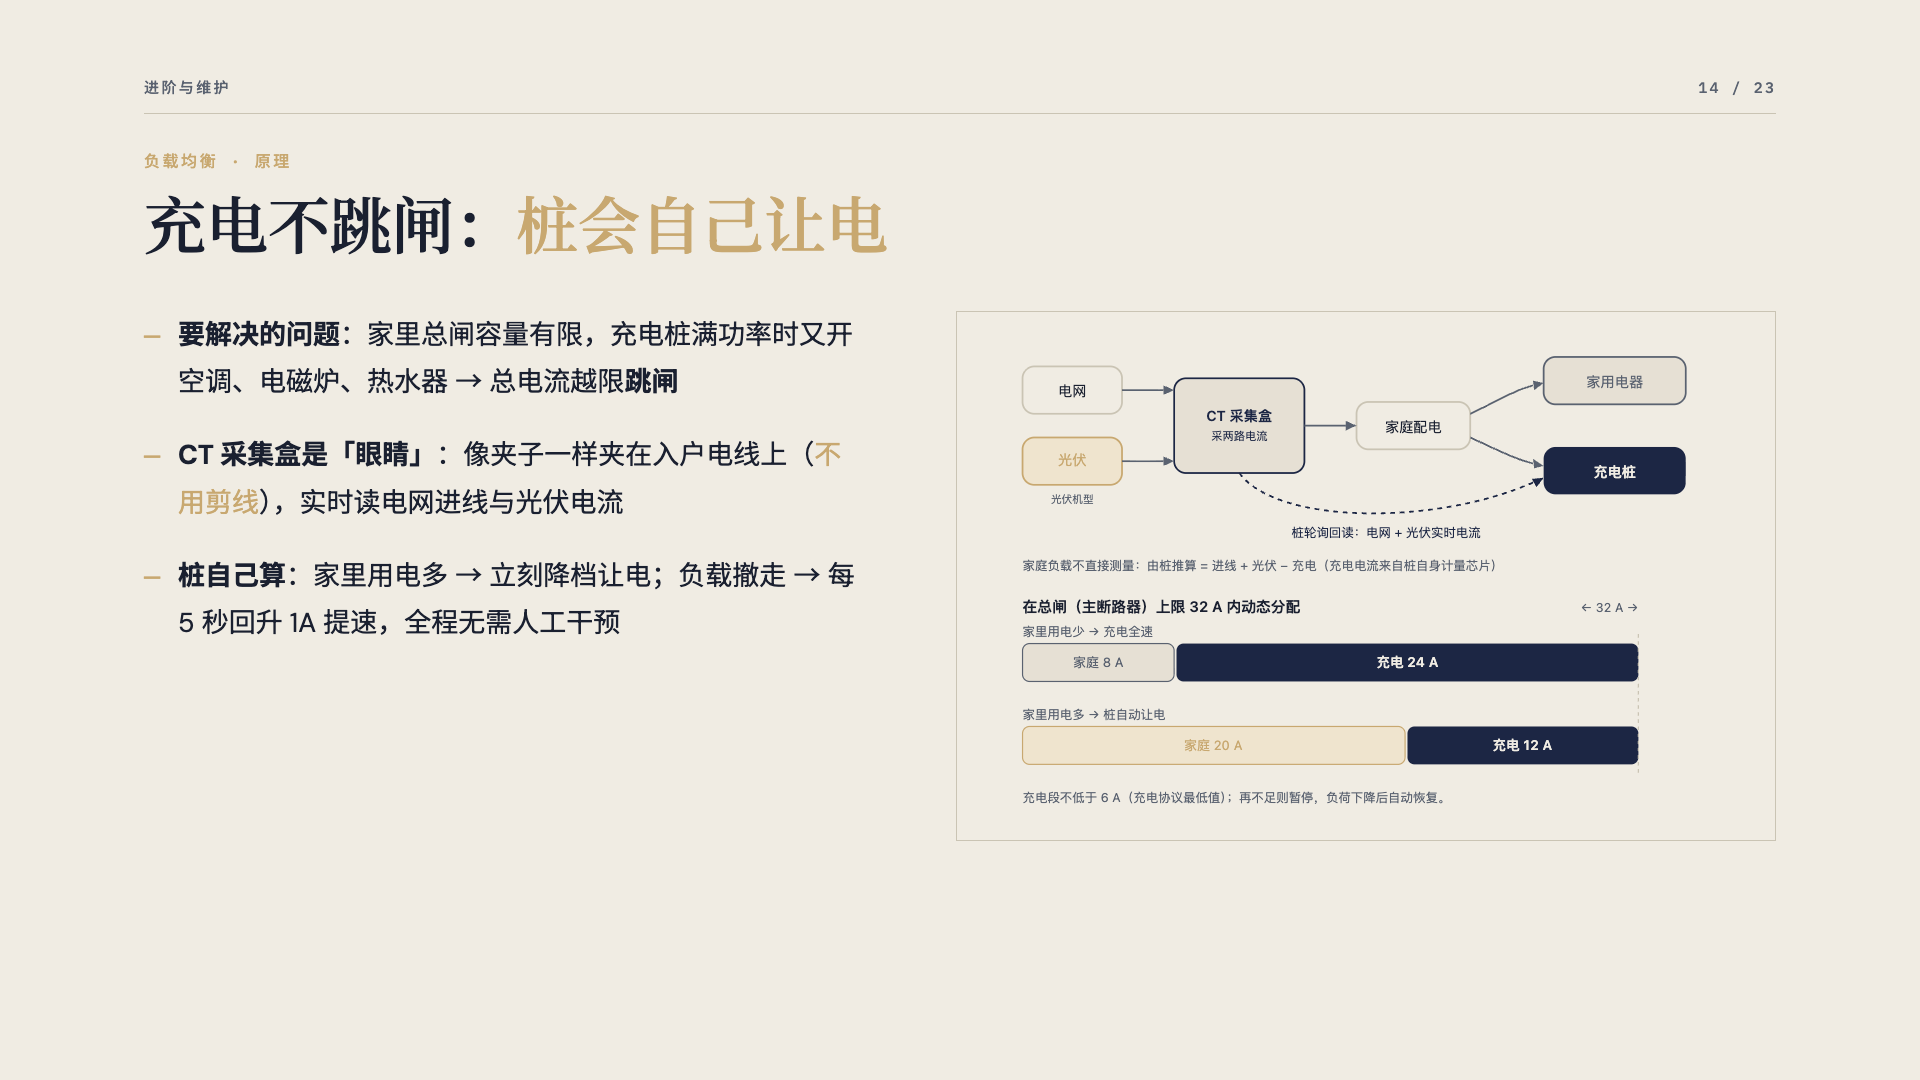 进阶与维护
14 / 23
负载均衡 · 原理
充电不跳闸：桩会自己让电
– 要解决的问题：家里总闸容量有限，充电桩满功率时又开
空调、电磁炉、热水器 → 总电流越限跳闸
– CT 采集盒是「眼睛」：像夹子一样夹在入户电线上（不
用剪线），实时读电网进线与光伏电流
– 桩自己算：家里用电多 → 立刻降档让电；负载撤走 → 每
5 秒回升 1A 提速，全程无需人工干预
电网
光伏
光伏机型
CT 采集盒
采两路电流
家庭配电
家用电器
充电桩
桩轮询回读：电网 + 光伏实时电流
家庭负载不直接测量：由桩推算 = 进线 + 光伏 − 充电（充电电流来自桩自身计量芯片）
在总闸（主断路器）上限 32 A 内动态分配
← 32 A →
家里用电少 → 充电全速
家庭 8 A
充电 24 A
家里用电多 → 桩自动让电
家庭 20 A
充电 12 A
充电段不低于 6 A（充电协议最低值）；再不足则暂停，负荷下降后自动恢复。